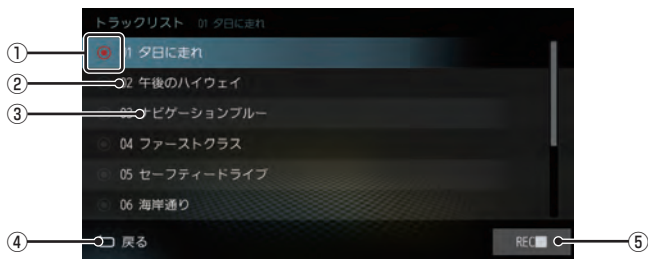 トラックリスト 01 夕日に走れ
① 01 夕日に走れ
② 02 午後のハイウェイ
③ 03 ナビゲーションブルー
04 ファーストクラス
05 セーフティードライブ
06 海岸通り
④ 戻る REC ⑤